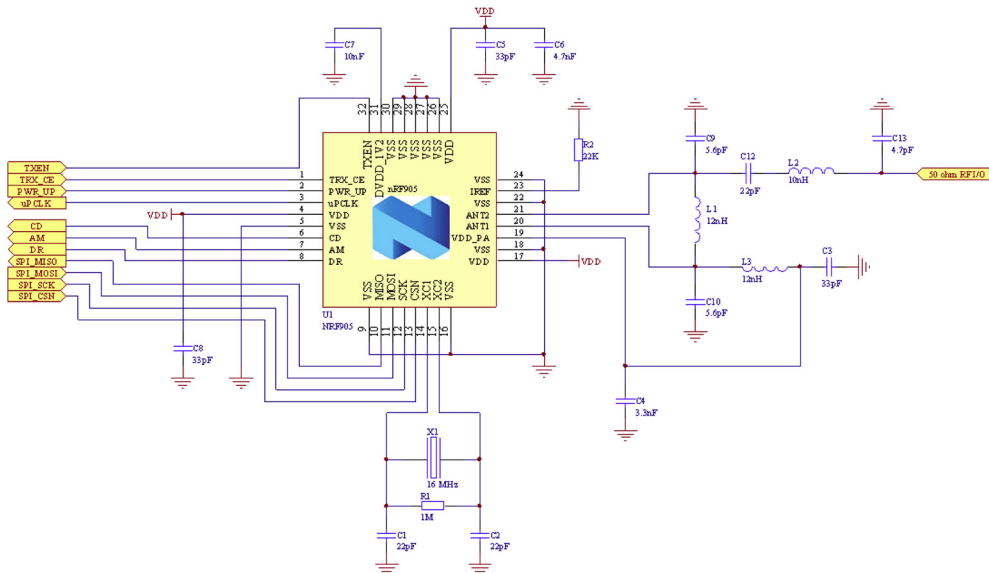 VDD
C7
10nF
C5
33pF
C6
4.7nF
32
31
30
29
28
27
26
25
TXEN
DVDD_1V2
VSS
VSS
VSS
VSS
VSS
VDD
R2
22K
C9
5.6pF
C13
4.7pF
C12
22pF
L2
10nH
50 ohm RFI/O
TXEN
TRX_CE
PWR_UP
uPCLK
CD
AM
DR
SPI_MISO
SPI_MOSI
SPI_SCK
SPI_CSN
VDD
1
2
3
4
5
6
7
8
TRX_CE
PWR_UP
uPCLK
VDD
VSS
CD
AM
DR
nRF905
VSS
IREF
VSS
ANT2
ANT1
VDD_PA
VSS
VDD
24
23
22
21
20
19
18
17
VDD
L1
12nH
L3
12nH
C3
33pF
C10
5.6pF
VSS
MISO
MOSI
SCK
CSN
XC1
XC2
VSS
U1
NRF905
9
10
11
12
13
14
15
16
C8
33pF
C4
3.3nF
X1
16 MHz
R1
1M
C1
22pF
C2
22pF